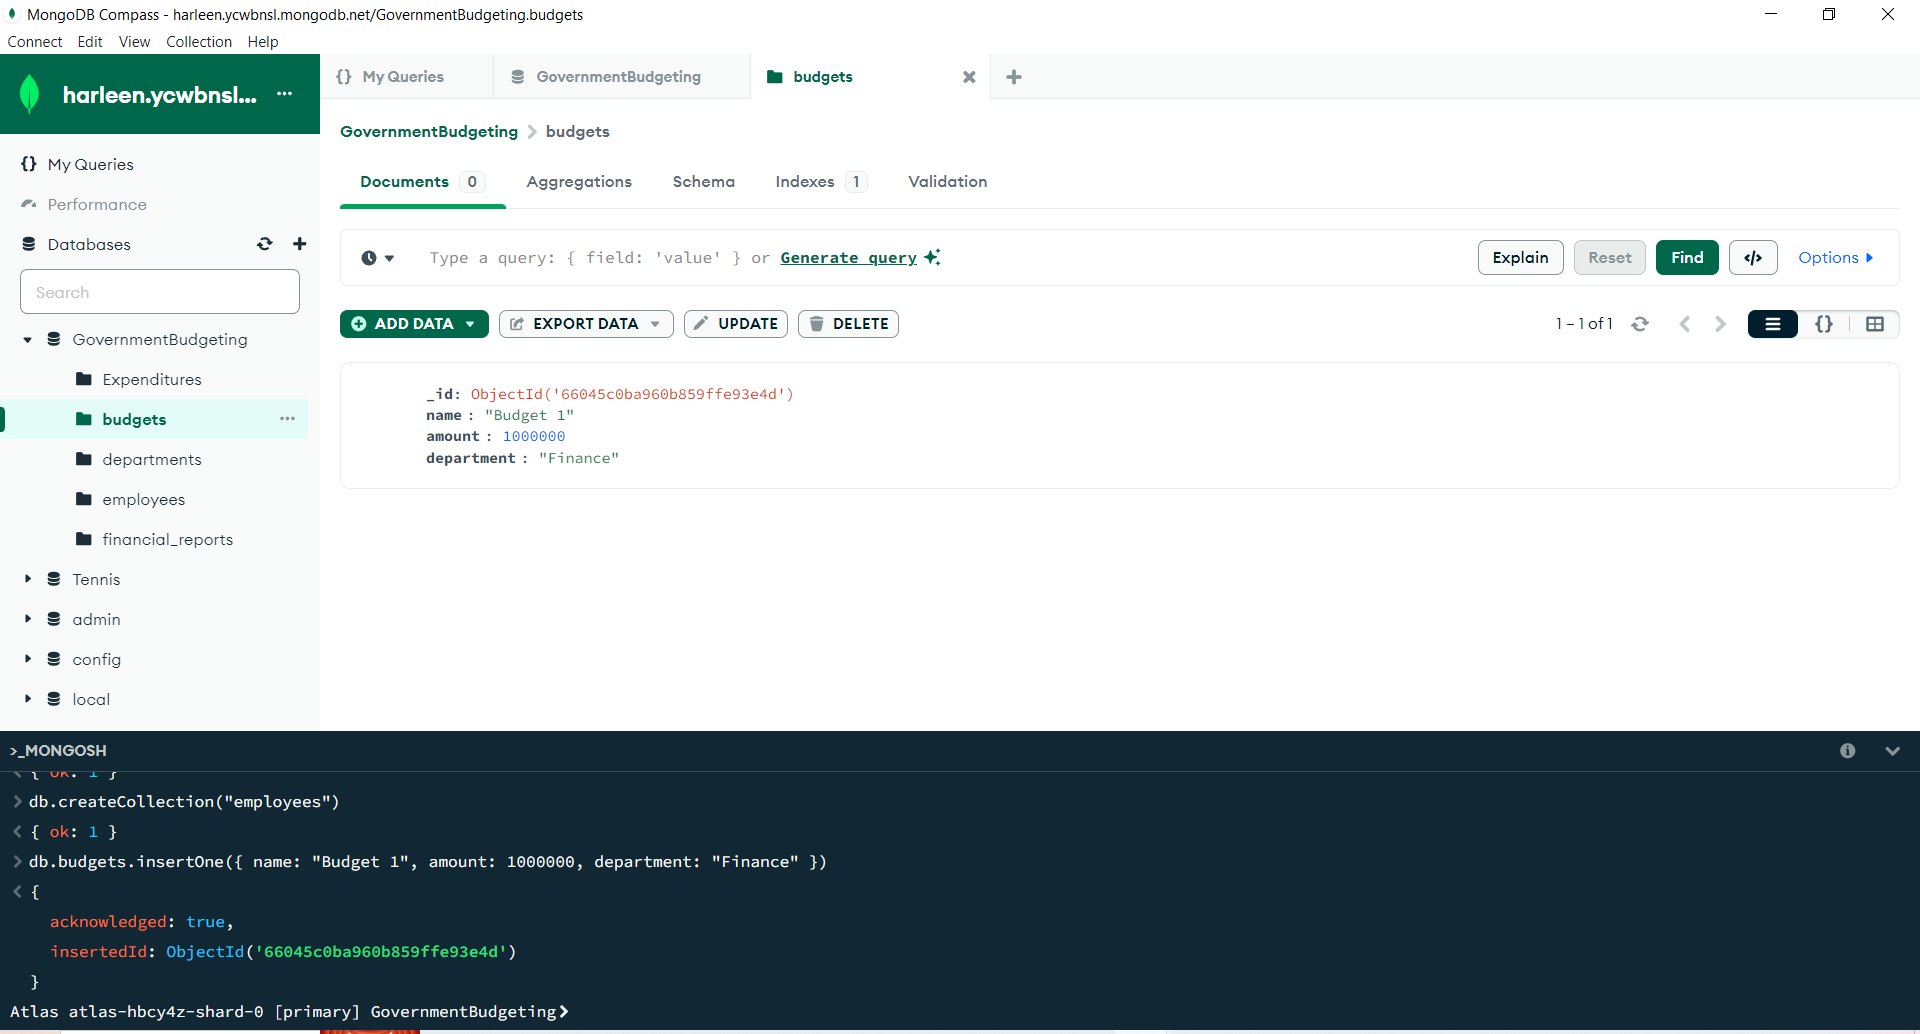 MongoDB Compass - harleen.ycwbnsl.mongodb.net/GovernmentBudgeting.budgets
Connect Edit View Collection Help
harleen.ycwbnsl... ...
{} My Queries
Performance
Databases
Search
GovernmentBudgeting
Expenditures
budgets ...
departments
employees
financial_reports
Tennis
admin
config
local
{} My Queries GovernmentBudgeting budgets
GovernmentBudgeting > budgets
Documents 0 Aggregations Schema Indexes 1 Validation
Type a query: { field: 'value' } or Generate query Explain Reset Find </> Options
ADD DATA EXPORT DATA UPDATE DELETE 1 – 1 of 1 {}
_id: ObjectId('66045c0ba960b859ffe93e4d')
name : "Budget 1"
amount : 1000000
department : "Finance"
>_MONGOSH
< { ok: 1 }
> db.createCollection("employees")
< { ok: 1 }
> db.budgets.insertOne({ name: "Budget 1", amount: 1000000, department: "Finance" })
< {
acknowledged: true,
insertedId: ObjectId('66045c0ba960b859ffe93e4d')
}
Atlas atlas-hbcy4z-shard-0 [primary] GovernmentBudgeting>